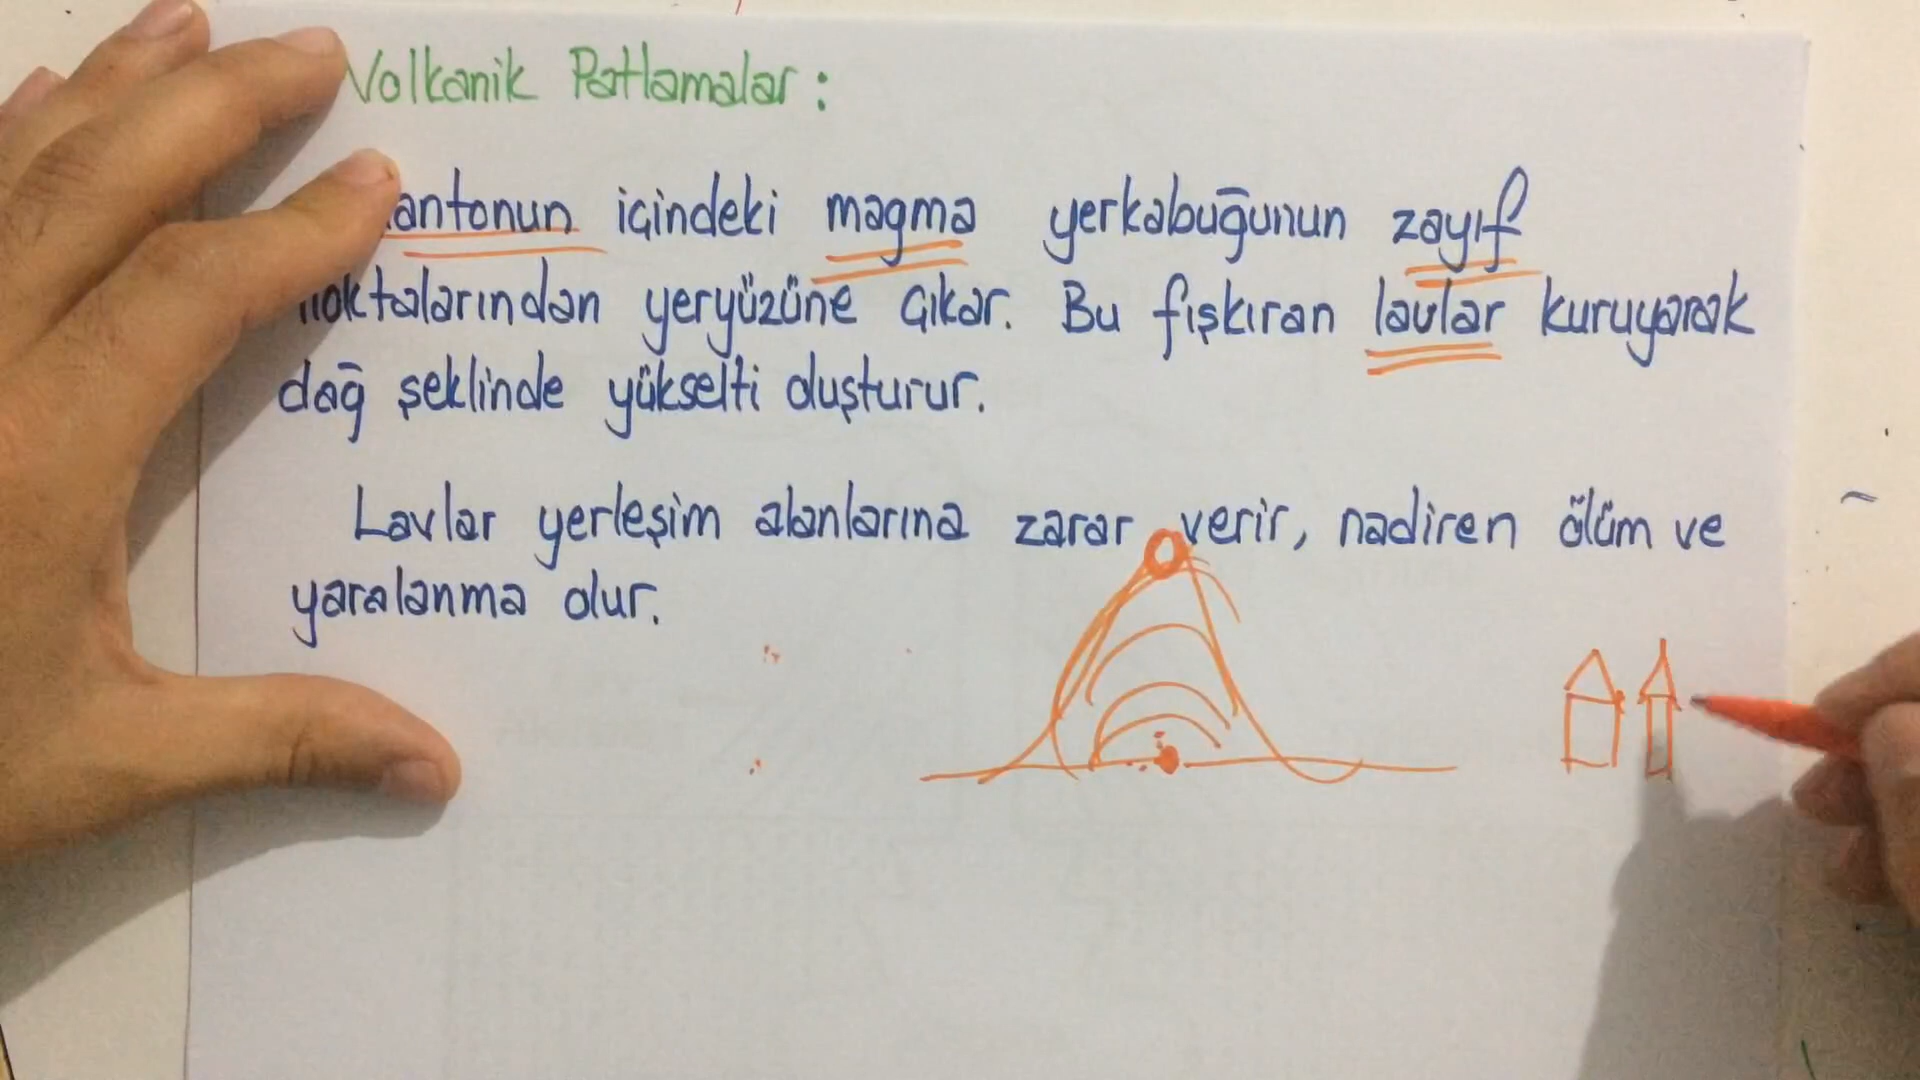 Volkanik Patlamalar :
antonun içindeki magma yerkabuğunun zayıf
noktalarından yeryüzüne çıkar. Bu fışkıran lavlar kuruyarak
dağ şeklinde yükselti oluşturur.
Lavlar yerleşim alanlarına zarar verir, nadiren ölüm ve
yaralanma olur.